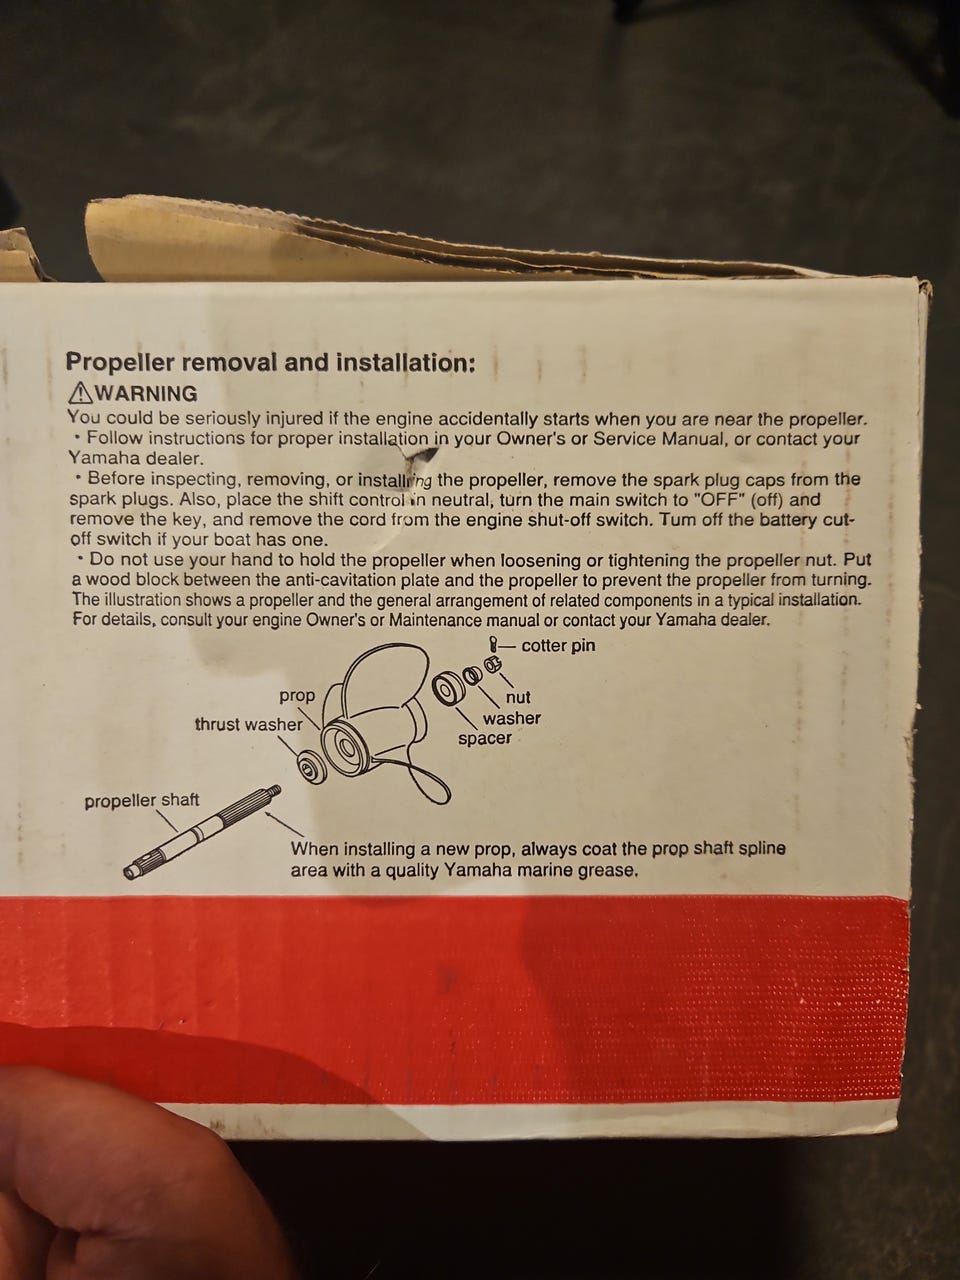 Propeller removal and installation:
⚠WARNING
You could be seriously injured if the engine accidentally starts when you are near the propeller.
• Follow instructions for proper installation in your Owner's or Service Manual, or contact your
Yamaha dealer.
• Before inspecting, removing, or installing the propeller, remove the spark plug caps from the
spark plugs. Also, place the shift control in neutral, turn the main switch to "OFF" (off) and
remove the key, and remove the cord from the engine shut-off switch. Turn off the battery cut-
off switch if your boat has one.
• Do not use your hand to hold the propeller when loosening or tightening the propeller nut. Put
a wood block between the anti-cavitation plate and the propeller to prevent the propeller from turning.
The illustration shows a propeller and the general arrangement of related components in a typical installation.
For details, consult your engine Owner's or Maintenance manual or contact your Yamaha dealer.
cotter pin
nut
washer
spacer
prop
thrust washer
propeller shaft
When installing a new prop, always coat the prop shaft spline
area with a quality Yamaha marine grease.